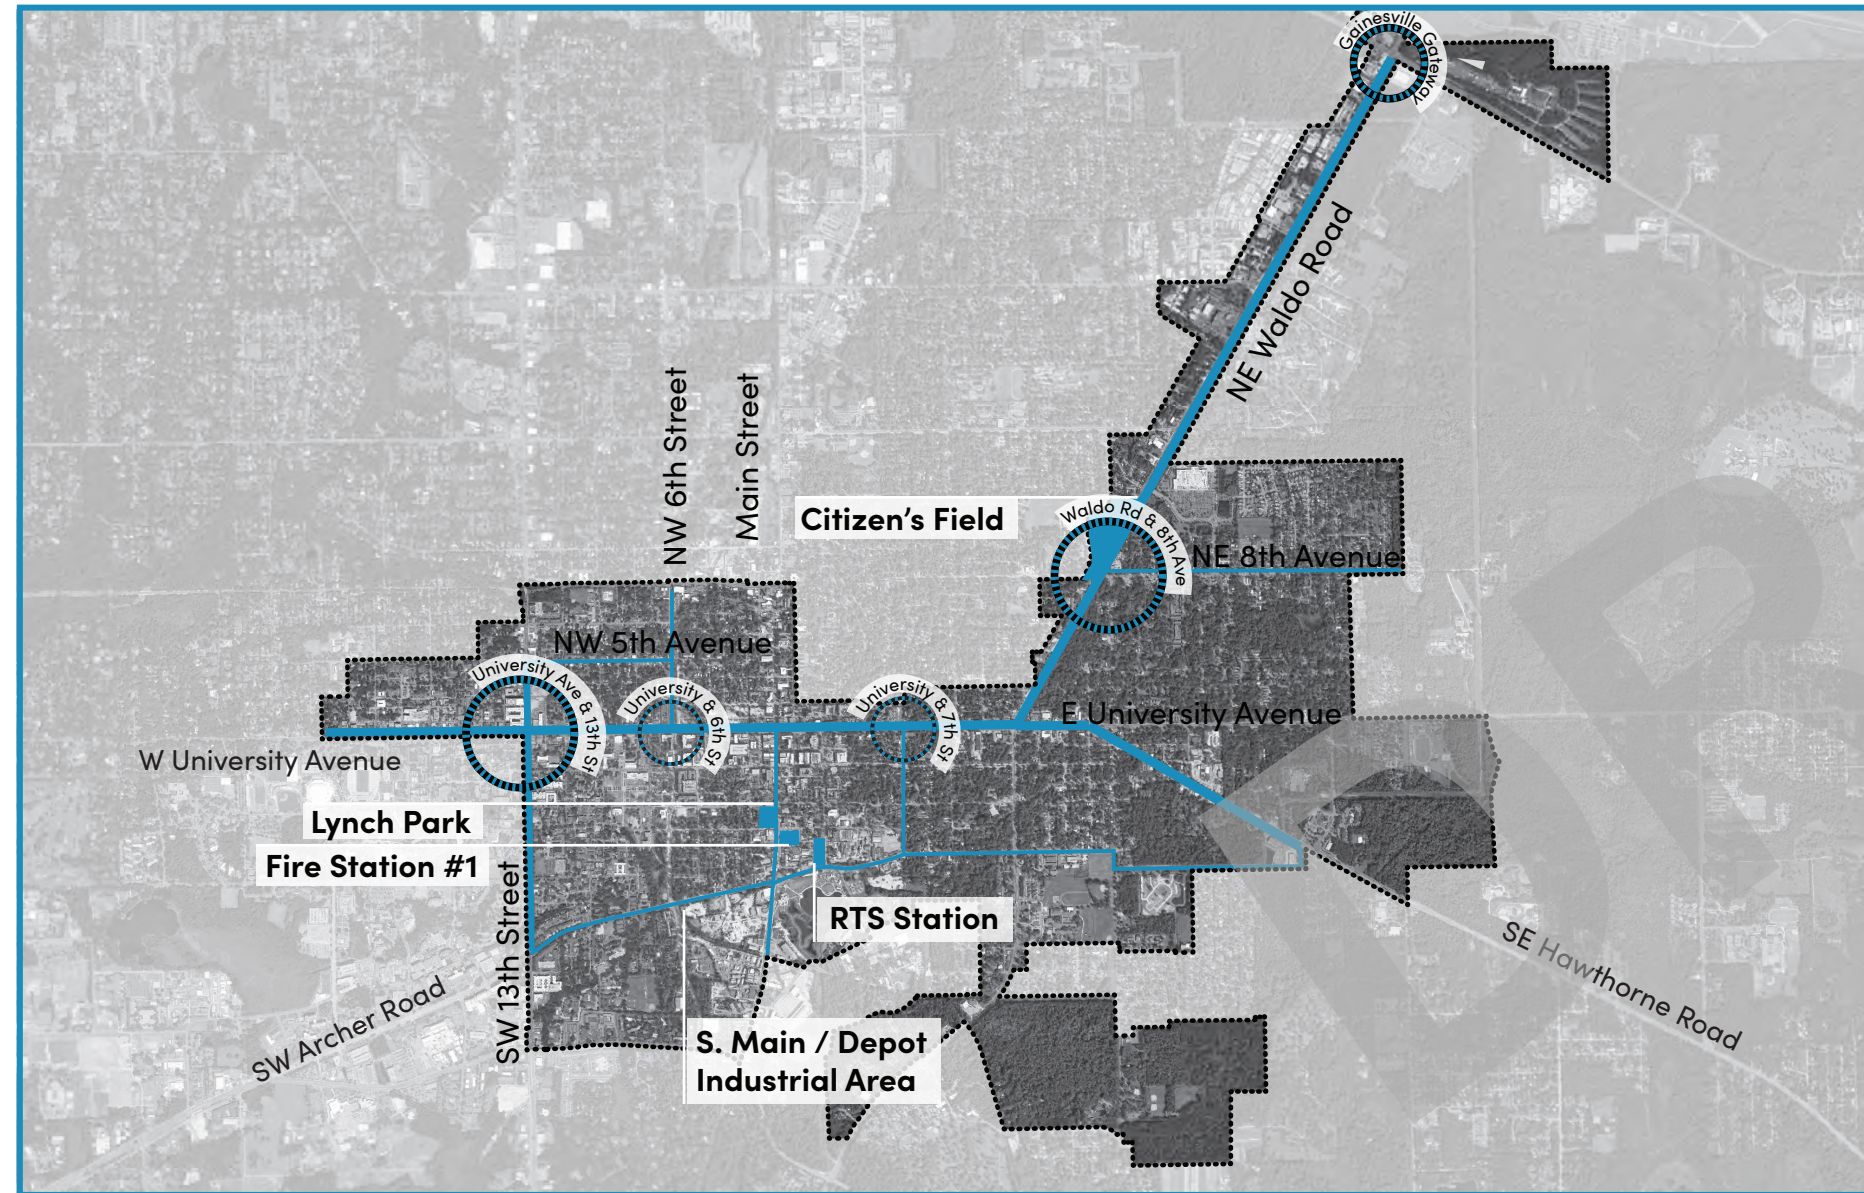 Gainesville Gateway
NE Waldo Road
NW 6th Street
Main Street
Citizen's Field
Waldo Rd & 8th Ave
NE 8th Avenue
NW 5th Avenue
University Ave & 13th St
University & 6th St
University & 7th St
E University Avenue
W University Avenue
Lynch Park
Fire Station #1
SW 13th Street
RTS Station
SE Hawthorne Road
SW Archer Road
S. Main / Depot
Industrial Area